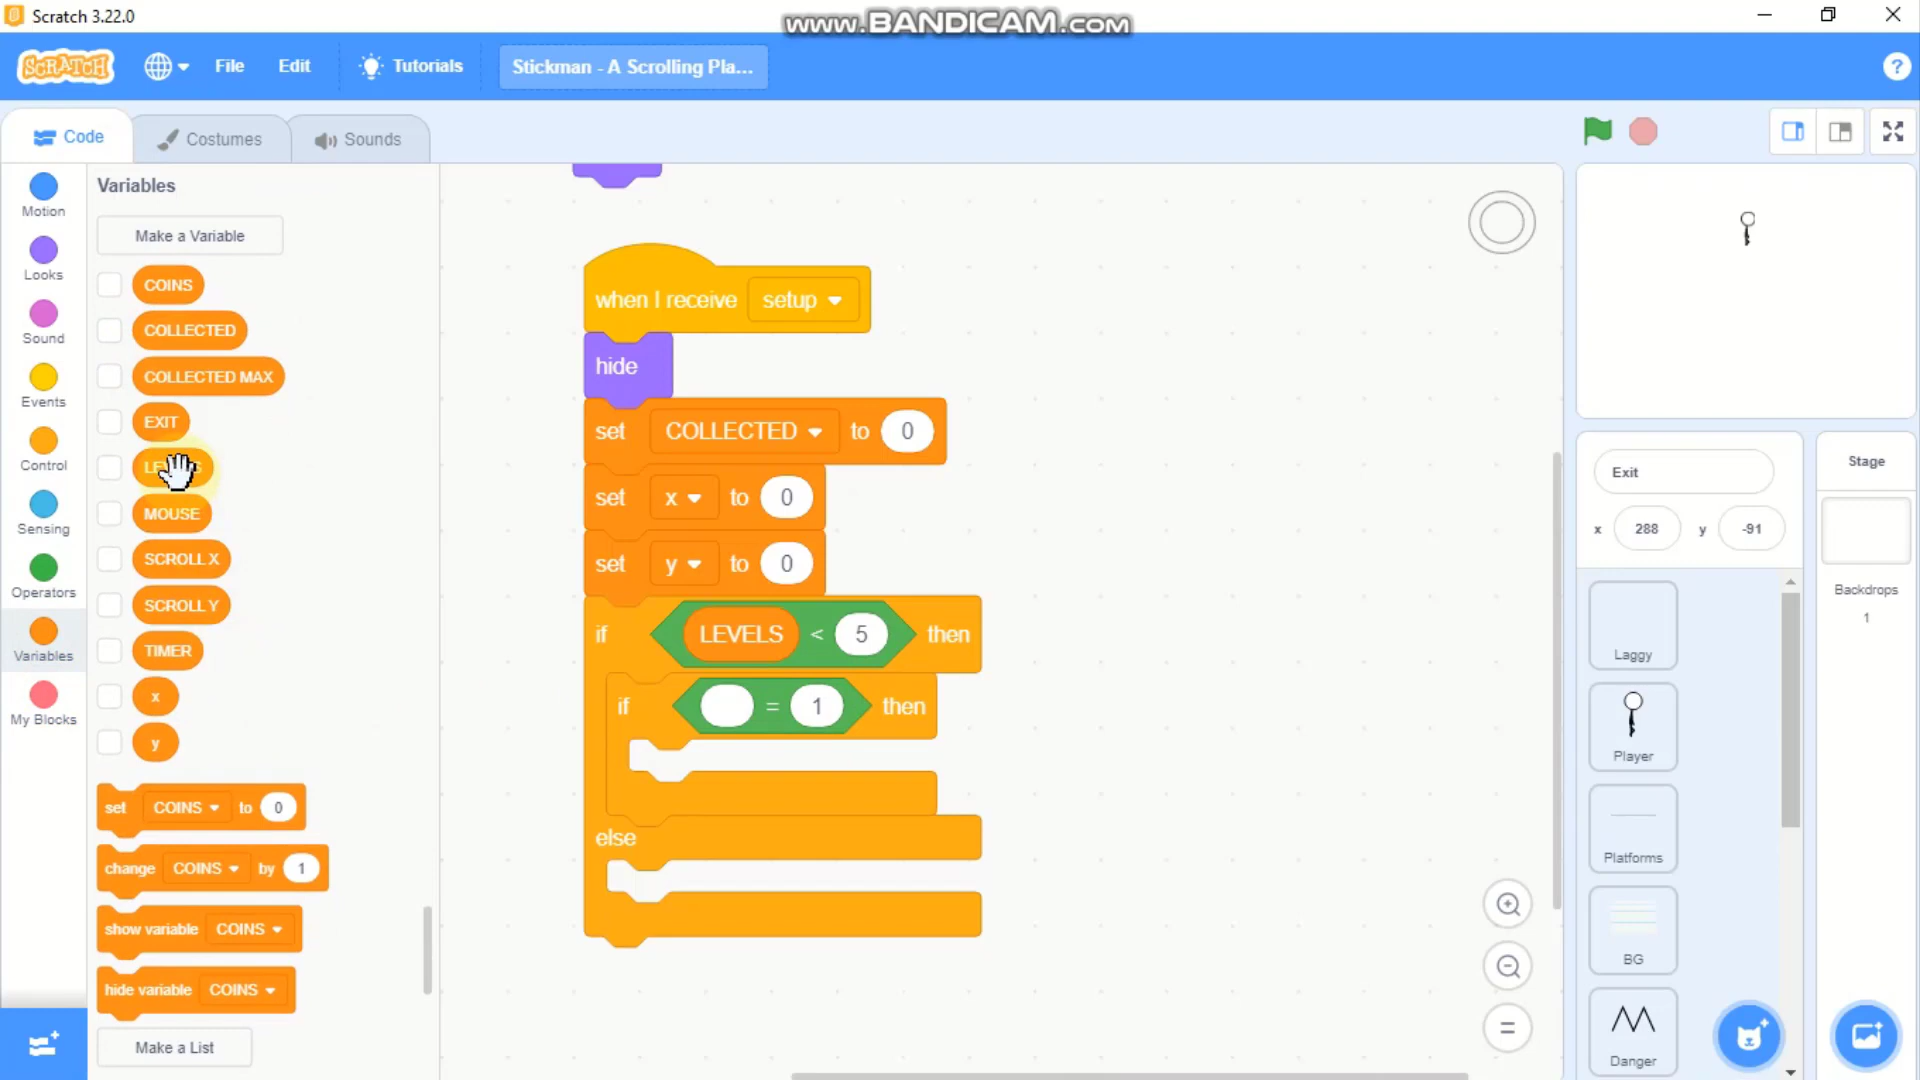 Scratch 3.22.0
www.BANDICAM.com
SCRATCH
File
Edit
Tutorials
Stickman - A Scrolling Pla...
?
Code
Costumes
Sounds
Motion
Looks
Sound
Events
Control
Sensing
Operators
Variables
My Blocks
Variables
Make a Variable
COINS
COLLECTED
COLLECTED MAX
EXIT
MOUSE
SCROLL X
SCROLL Y
TIMER
x
y
set COINS to 0
change COINS by 1
show variable COINS
hide variable COINS
Make a List
when I receive setup
hide
set COLLECTED to 0
set x to 0
set y to 0
if LEVELS < 5 then
if = 1 then
else
Exit
x 288 y -91
Laggy
Player
Platforms
BG
Danger
Stage
Backdrops
1